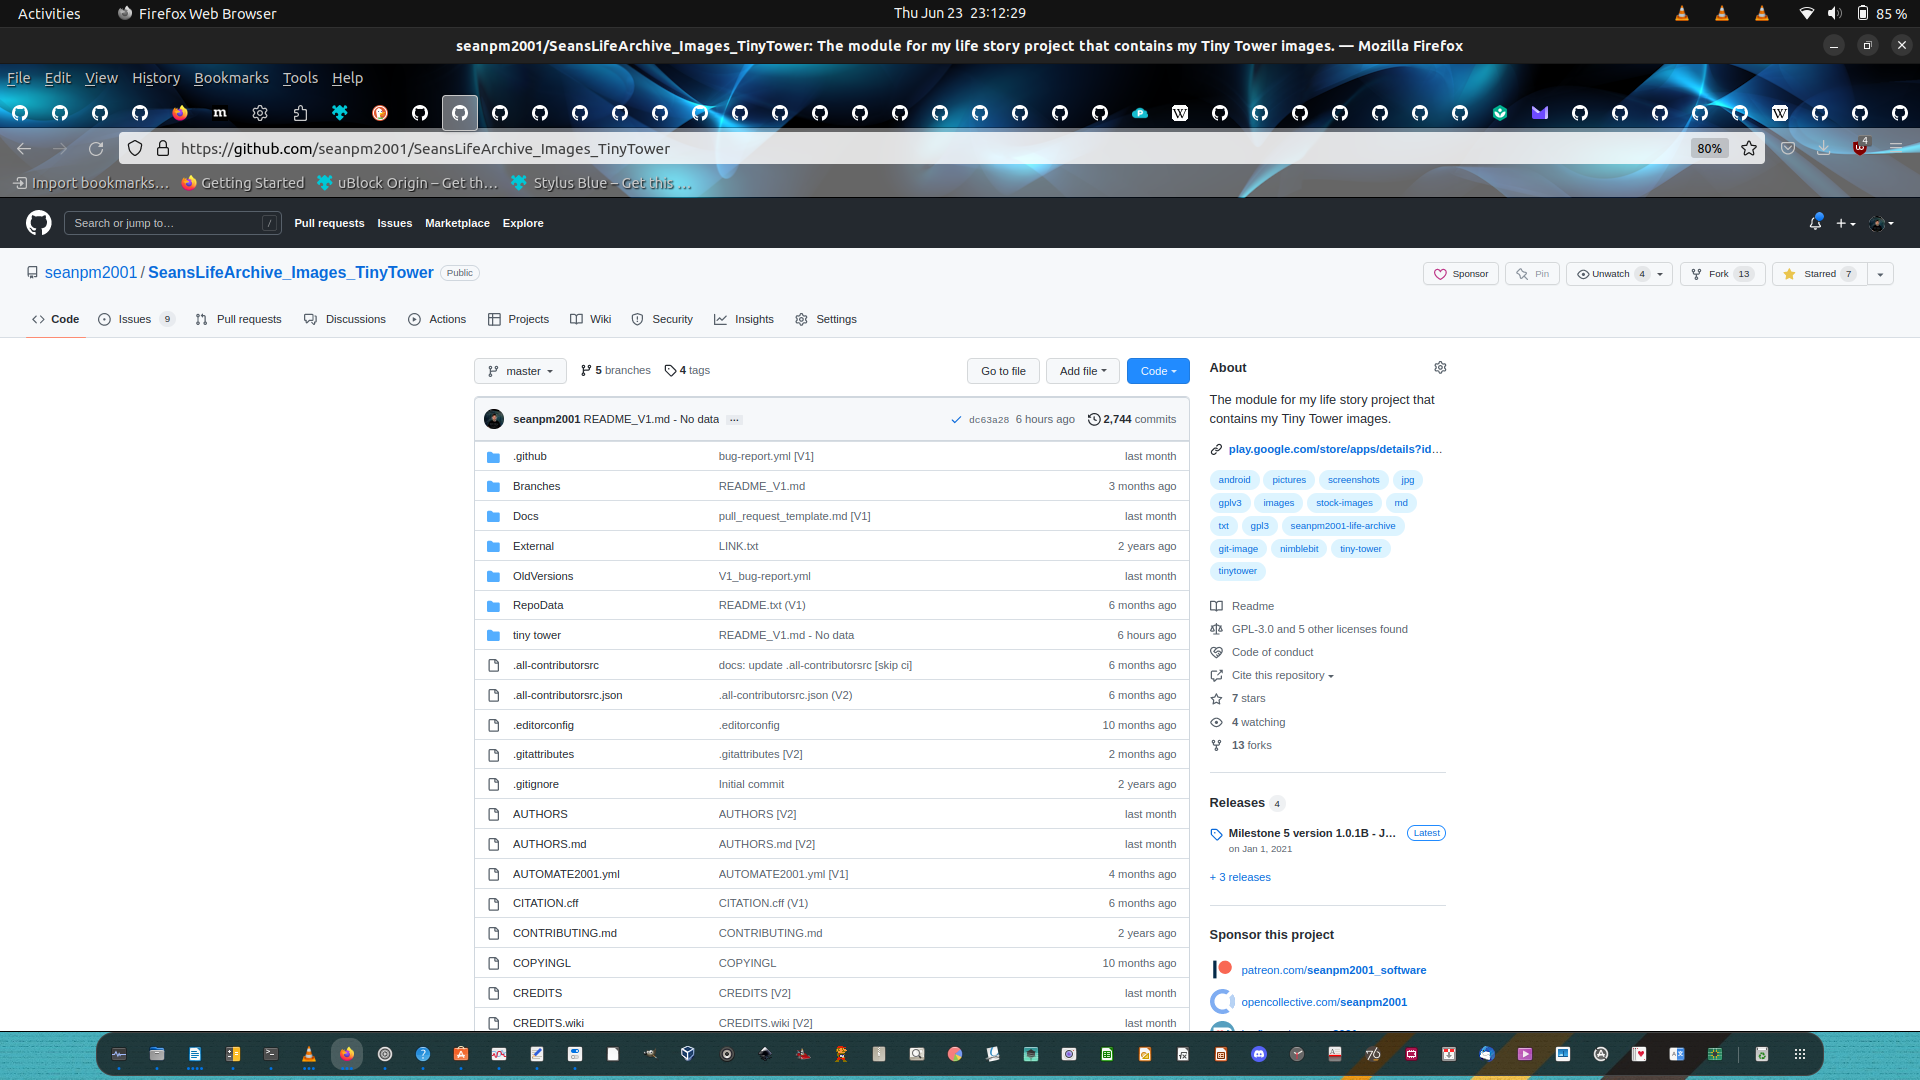 Activities Firefox Web Browser Thu Jun 23 23:12:29 85 %
seanpm2001/SeansLifeArchive_Images_TinyTower: The module for my life story project that contains my Tiny Tower images. — Mozilla Firefox
File Edit View History Bookmarks Tools Help
https://github.com/seanpm2001/SeansLifeArchive_Images_TinyTower 80% 4
Import bookmarks… Getting Started uBlock Origin – Get th… Stylus Blue – Get this …
Search or jump to… / Pull requests Issues Marketplace Explore
seanpm2001 / SeansLifeArchive_Images_TinyTower Public Sponsor Pin Unwatch 4 Fork 13 Starred 7
Code Issues 9 Pull requests Discussions Actions Projects Wiki Security Insights Settings
master 5 branches 4 tags Go to file Add file Code
seanpm2001 README_V1.md - No data ... dc63a28 6 hours ago 2,744 commits
.github bug-report.yml [V1] last month
Branches README_V1.md 3 months ago
Docs pull_request_template.md [V1] last month
External LINK.txt 2 years ago
OldVersions V1_bug-report.yml last month
RepoData README.txt (V1) 6 months ago
tiny tower README_V1.md - No data 6 hours ago
.all-contributorsrc docs: update .all-contributorsrc [skip ci] 6 months ago
.all-contributorsrc.json .all-contributorsrc.json (V2) 6 months ago
.editorconfig .editorconfig 10 months ago
.gitattributes .gitattributes [V2] 2 months ago
.gitignore Initial commit 2 years ago
AUTHORS AUTHORS [V2] last month
AUTHORS.md AUTHORS.md [V2] last month
AUTOMATE2001.yml AUTOMATE2001.yml [V1] 4 months ago
CITATION.cff CITATION.cff (V1) 6 months ago
CONTRIBUTING.md CONTRIBUTING.md 2 years ago
COPYINGL COPYINGL 10 months ago
CREDITS CREDITS [V2] last month
CREDITS.wiki CREDITS.wiki [V2] last month
About
The module for my life story project that
contains my Tiny Tower images.
play.google.com/store/apps/details?id…
android pictures screenshots jpg
gplv3 images stock-images md
txt gpl3 seanpm2001-life-archive
git-image nimblebit tiny-tower
tinytower
Readme
GPL-3.0 and 5 other licenses found
Code of conduct
Cite this repository
7 stars
4 watching
13 forks
Releases 4
Milestone 5 version 1.0.1B - J… Latest
on Jan 1, 2021
+ 3 releases
Sponsor this project
patreon.com/seanpm2001_software
opencollective.com/seanpm2001